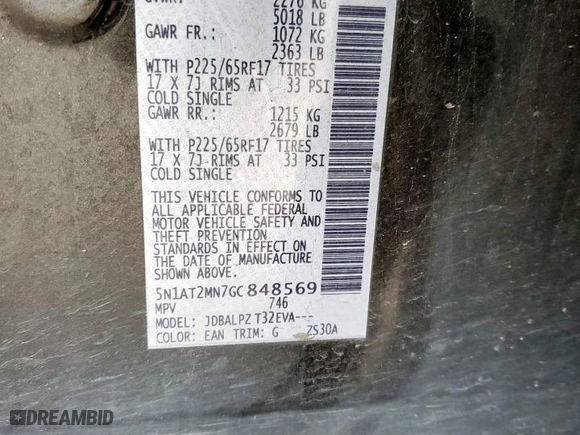 GVWR: 2276 KG
5018 LB
GAWR FR: 1072 KG
2363 LB
WITH P225/65RF17 TIRES
17 X 7J RIMS AT 33 PSI
COLD SINGLE
GAWR RR: 1215 KG
2679 LB
WITH P225/65RF17 TIRES
17 X 7J RIMS AT 33 PSI
COLD SINGLE
THIS VEHICLE CONFORMS TO
ALL APPLICABLE FEDERAL
MOTOR VEHICLE SAFETY AND
THEFT PREVENTION
STANDARDS IN EFFECT ON
THE DATE OF MANUFACTURE
SHOWN ABOVE.
5N1AT2MN7GC848569
MPV 746
MODEL: JDBALPZ T32EVA---
COLOR: EAN TRIM: G ZS30A
DREAMBID